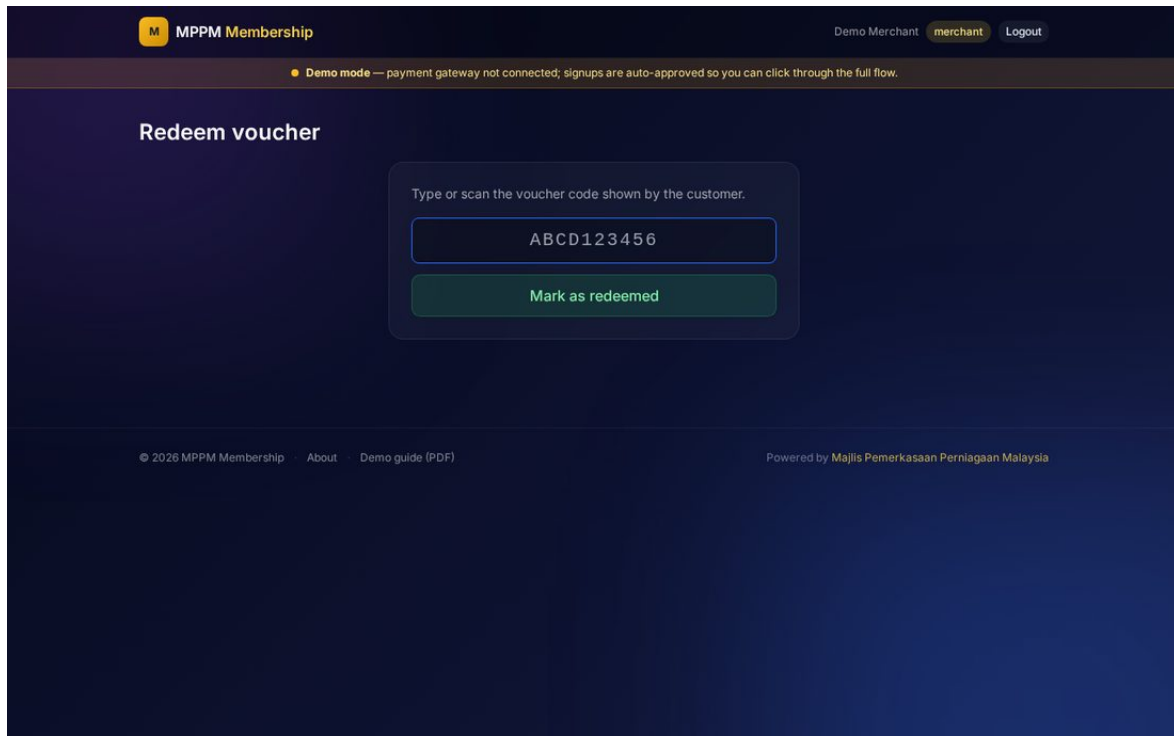 M MPPM Membership Demo Merchant merchant Logout
Demo mode — payment gateway not connected; signups are auto-approved so you can click through the full flow.
Redeem voucher
Type or scan the voucher code shown by the customer.
ABCD123456
Mark as redeemed
© 2026 MPPM Membership · About · Demo guide (PDF) Powered by Majlis Pemerkasaan Perniagaan Malaysia